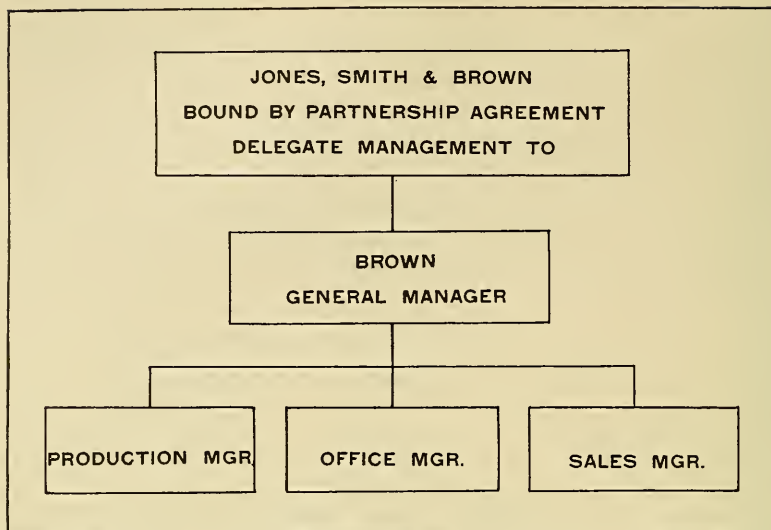 JONES, SMITH & BROWN
BOUND BY PARTNERSHIP AGREEMENT
DELEGATE MANAGEMENT TO
BROWN
GENERAL MANAGER
PRODUCTION MGR.
OFFICE MGR.
SALES MGR.